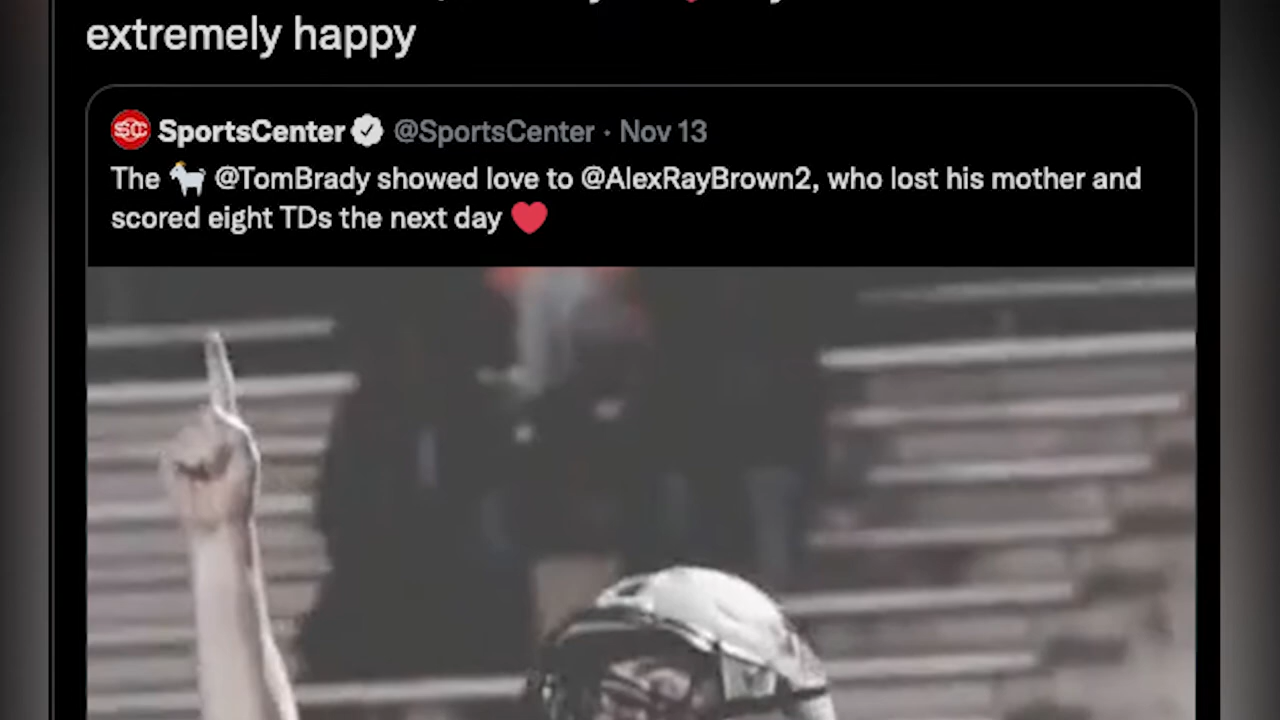 extremely happy
SC SportsCenter @SportsCenter · Nov 13
The 🐐 @TomBrady showed love to @AlexRayBrown2, who lost his mother and
scored eight TDs the next day ❤️